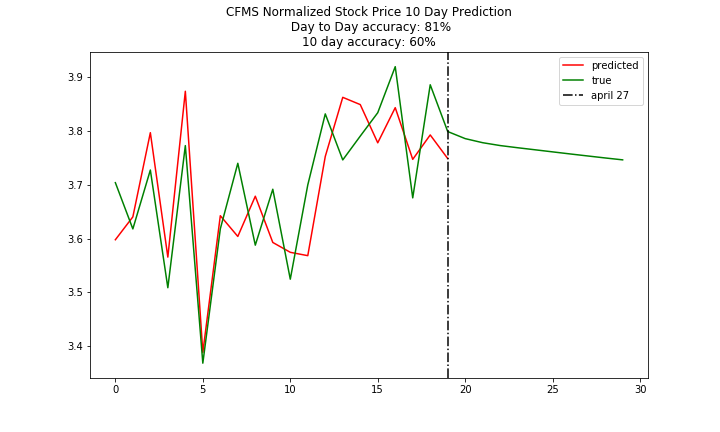 CFMS Normalized Stock Price 10 Day Prediction
Day to Day accuracy: 81%
10 day accuracy: 60%
predicted
true
april 27
3.9
3.8
3.7
3.6
3.5
3.4
0 5 10 15 20 25 30